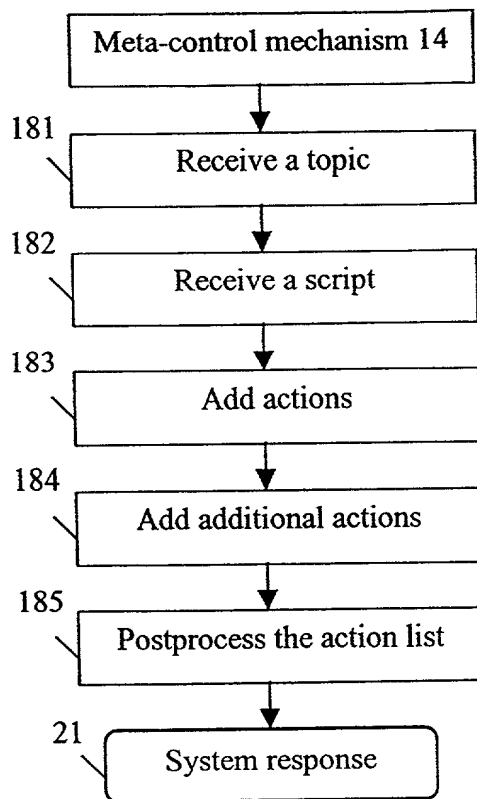 Meta-control mechanism 14
181
Receive a topic
182
Receive a script
183
Add actions
184
Add additional actions
185
Postprocess the action list
21
System response